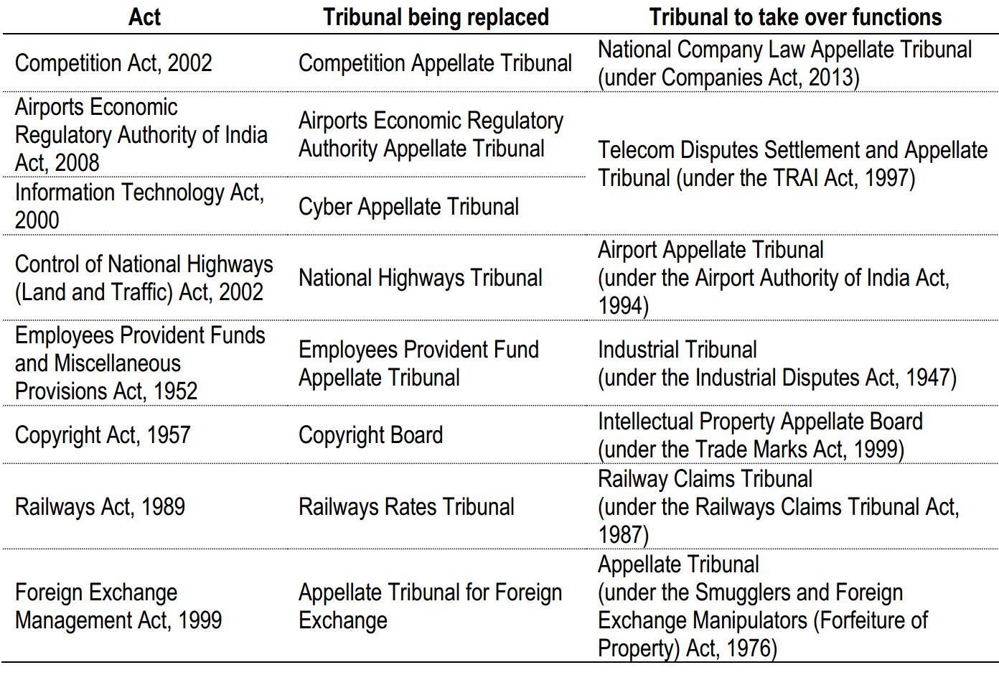 Act
Tribunal being replaced
Tribunal to take over functions
Competition Act, 2002
Competition Appellate Tribunal
National Company Law Appellate Tribunal
(under Companies Act, 2013)
Airports Economic
Regulatory Authority of India
Act, 2008
Airports Economic Regulatory
Authority Appellate Tribunal
Telecom Disputes Settlement and Appellate
Tribunal (under the TRAI Act, 1997)
Information Technology Act,
2000
Cyber Appellate Tribunal
Control of National Highways
(Land and Traffic) Act, 2002
National Highways Tribunal
Airport Appellate Tribunal
(under the Airport Authority of India Act,
1994)
Employees Provident Funds
and Miscellaneous
Provisions Act, 1952
Employees Provident Fund
Appellate Tribunal
Industrial Tribunal
(under the Industrial Disputes Act, 1947)
Copyright Act, 1957
Copyright Board
Intellectual Property Appellate Board
(under the Trade Marks Act, 1999)
Railways Act, 1989
Railways Rates Tribunal
Railway Claims Tribunal
(under the Railways Claims Tribunal Act,
1987)
Foreign Exchange
Management Act, 1999
Appellate Tribunal for Foreign
Exchange
Appellate Tribunal
(under the Smugglers and Foreign
Exchange Manipulators (Forfeiture of
Property) Act, 1976)